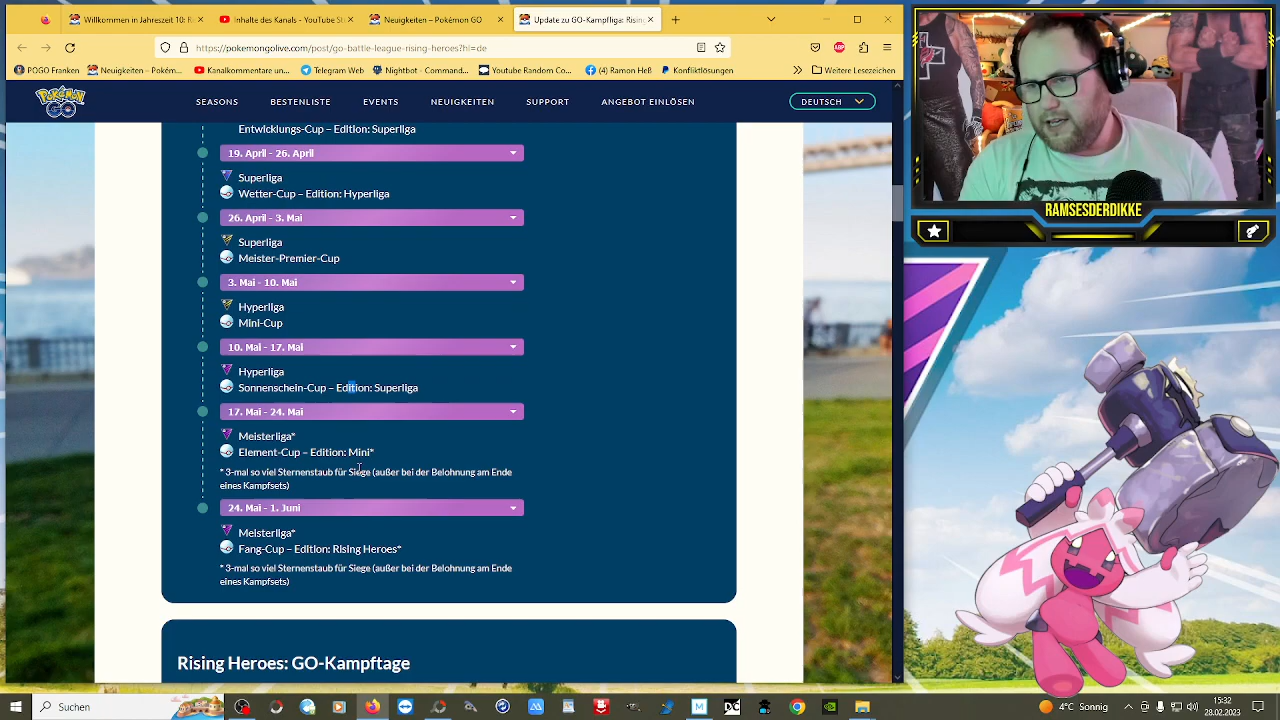 Willkommen in Jahreszeit 10: R
Inhalte des Kanals - YouTube St
Neuigkeiten – Pokémon GO
Update zu GO-Kampfliga: Rising
https://pokemongolive.com/post/go-battle-league-rising-heroes?hl=de
POGO Franken
Neuigkeiten – Pokém...
Kanalkommentare un...
Telegram Web
Nightbot - Command...
YouTube Random Co...
(4) Ramon Heß
Konfliktlösungen
Weitere Lesezeichen
POKÉMON GO
SEASONS
BESTENLISTE
EVENTS
NEUIGKEITEN
SUPPORT
ANGEBOT EINLÖSEN
DEUTSCH
Entwicklungs-Cup – Edition: Superliga
19. April - 26. April
Superliga
Wetter-Cup – Edition: Hyperliga
26. April - 3. Mai
Superliga
Meister-Premier-Cup
3. Mai - 10. Mai
Hyperliga
Mini-Cup
10. Mai - 17. Mai
Hyperliga
Sonnenschein-Cup – Edition: Superliga
17. Mai - 24. Mai
Meisterliga*
Element-Cup – Edition: Mini*
* 3-mal so viel Sternenstaub für Siege (außer bei der Belohnung am Ende
eines Kampfsets)
24. Mai - 1. Juni
Meisterliga*
Fang-Cup – Edition: Rising Heroes*
* 3-mal so viel Sternenstaub für Siege (außer bei der Belohnung am Ende
eines Kampfsets)
Rising Heroes: GO-Kampftage
RAMSESDERDIKKE
Suchen
4°C Sonnig
15:32
28.02.2023